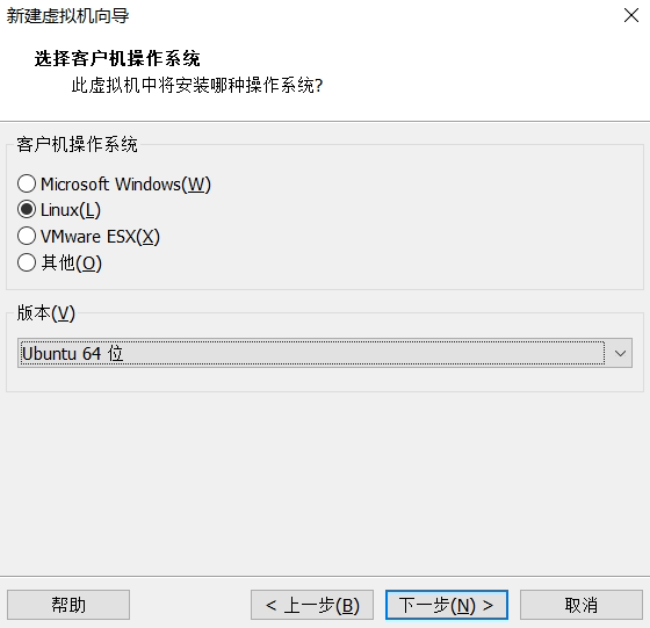 新建虚拟机向导
选择客户机操作系统
此虚拟机中将安装哪种操作系统?
客户机操作系统
Microsoft Windows(W)
Linux(L)
VMware ESX(X)
其他(O)
版本(V)
Ubuntu 64 位
帮助
< 上一步(B)
下一步(N) >
取消